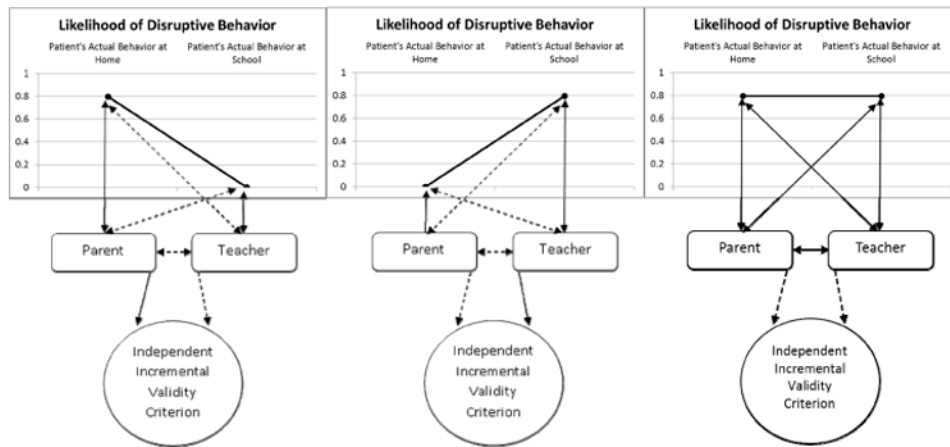 Likelihood of Disruptive Behavior
Patient's Actual Behavior at
Home
Patient's Actual Behavior at
School
1
0.8
0.6
0.4
0.2
0
Parent
Teacher
Independent
Incremental
Validity
Criterion
Likelihood of Disruptive Behavior
Patient's Actual Behavior at
Home
Patient's Actual Behavior at
School
1
0.8
0.6
0.4
0.2
0
Parent
Teacher
Independent
Incremental
Validity
Criterion
Likelihood of Disruptive Behavior
Patient's Actual Behavior at
Home
Patient's Actual Behavior at
School
1
0.8
0.6
0.4
0.2
0
Parent
Teacher
Independent
Incremental
Validity
Criterion